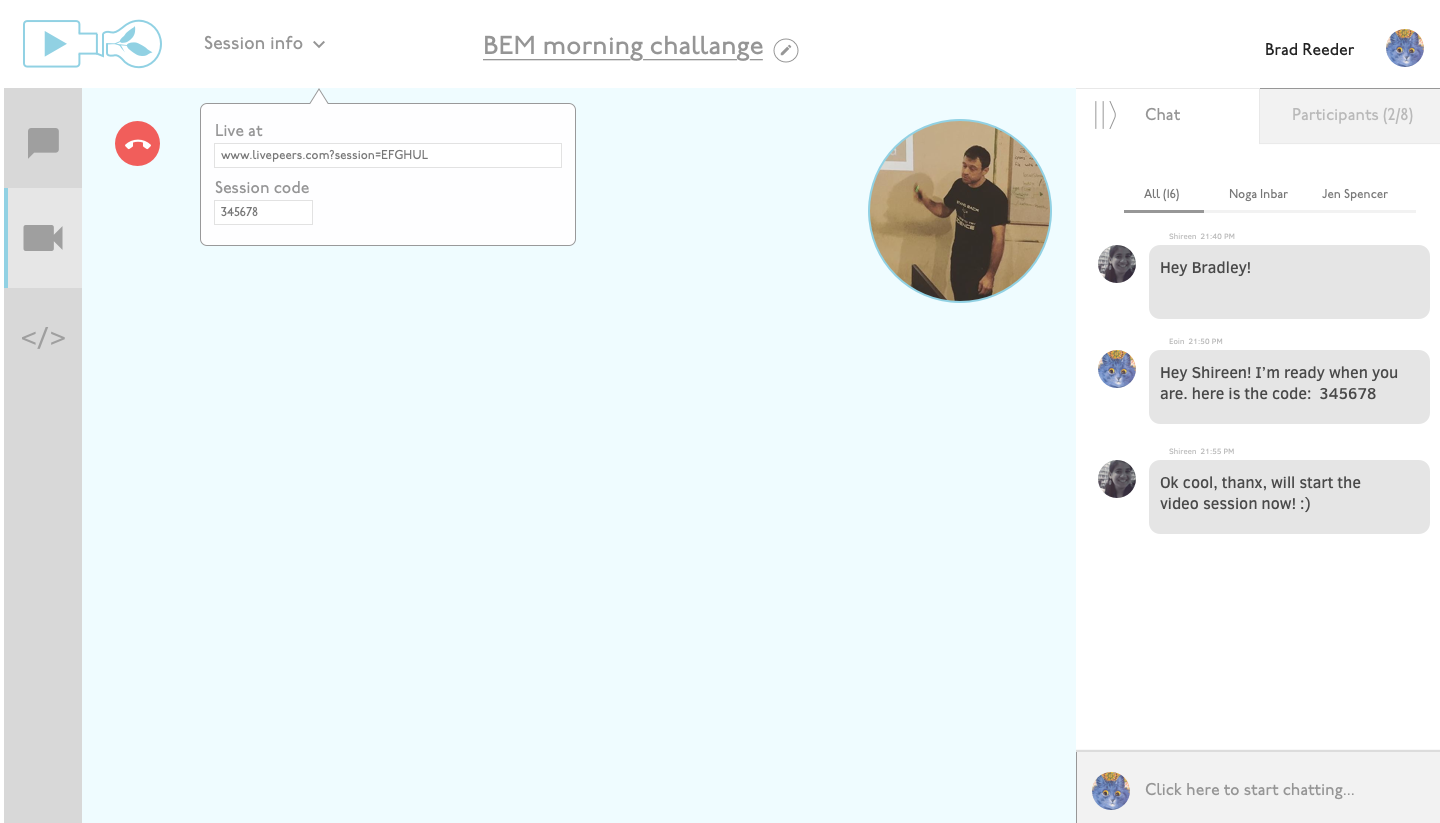 Session info
BEM morning challange
Brad Reeder
Live at
www.livepeers.com?session=EFGHUL
Session code
345678
Chat
Participants (2/8)
All (16)
Noga Inbar
Jen Spencer
Shireen 21:40 PM
Hey Bradley!
Eoin 21:50 PM
Hey Shireen! I'm ready when you
are. here is the code: 345678
Shireen 21:55 PM
Ok cool, thanx, will start the
video session now! :)
Click here to start chatting...
</>